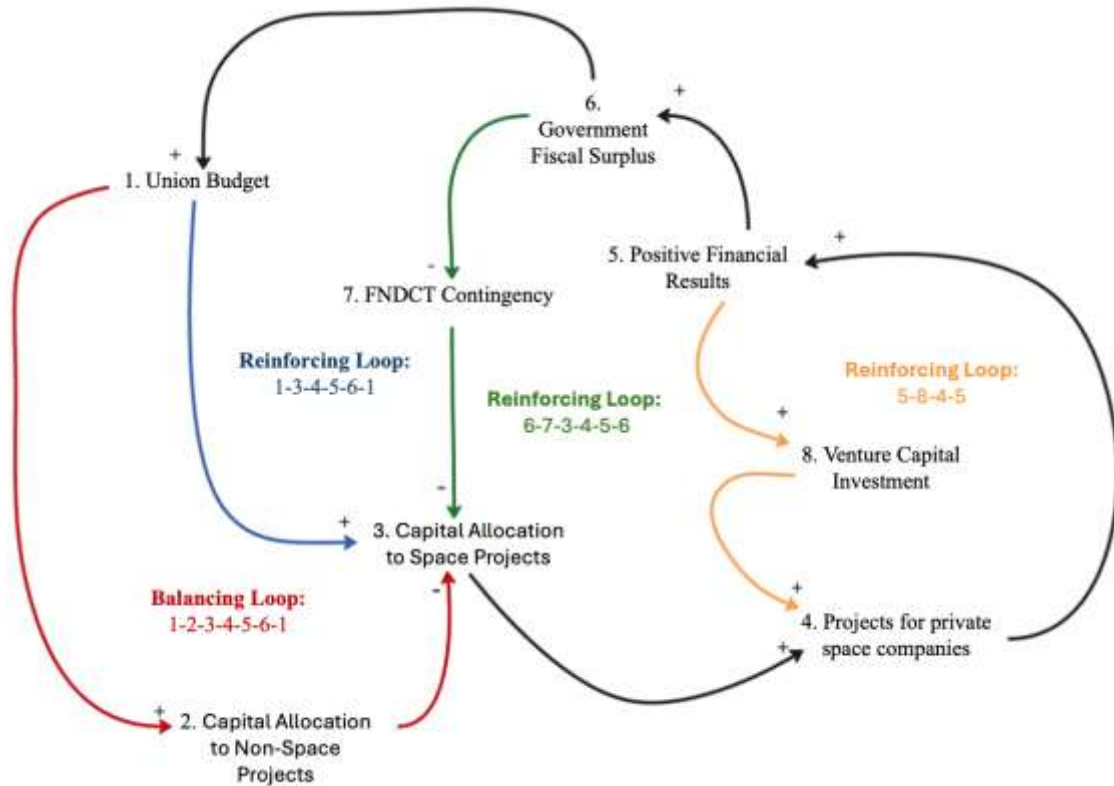 6.
Government
Fiscal Surplus
+
+
1. Union Budget
+
5. Positive Financial
Results
-
7. FNDCT Contingency
Reinforcing Loop:
1-3-4-5-6-1
Reinforcing Loop:
6-7-3-4-5-6
Reinforcing Loop:
5-8-4-5
+
8. Venture Capital
Investment
-
+
3. Capital Allocation
to Space Projects
Balancing Loop:
1-2-3-4-5-6-1
-
+
4. Projects for private
space companies
+
+
2. Capital Allocation
to Non-Space
Projects